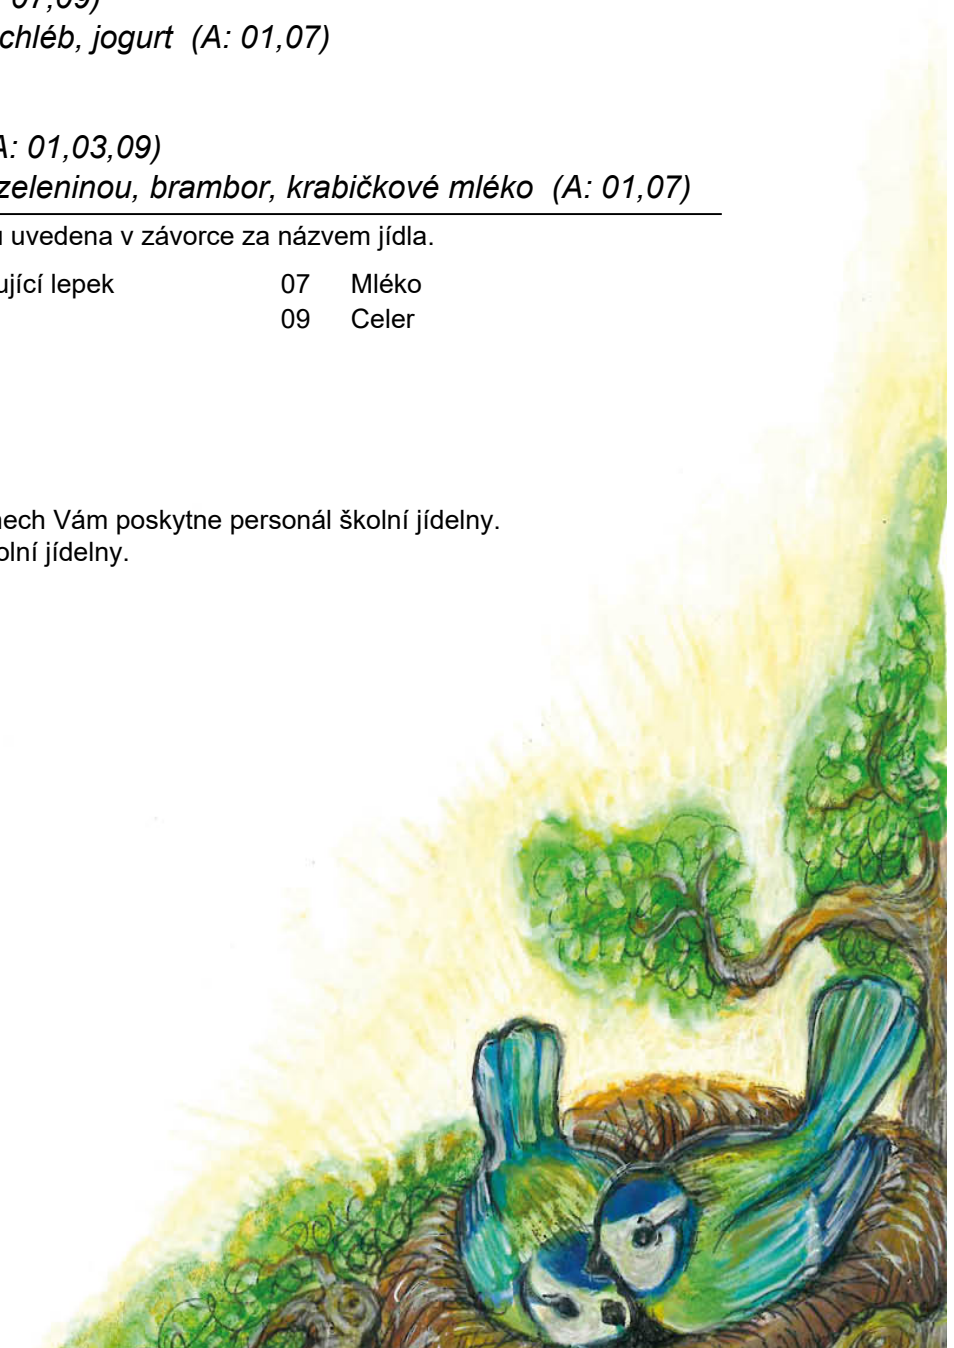 07,09)
chléb, jogurt (A: 01,07)
A: 01,03,09)
zeleninou, brambor, krabičkové mléko (A: 01,07)
uvedena v závorce za názvem jídla.
ující lepek 07 Mléko
09 Celer
nech Vám poskytne personál školní jídelny.
olní jídelny.